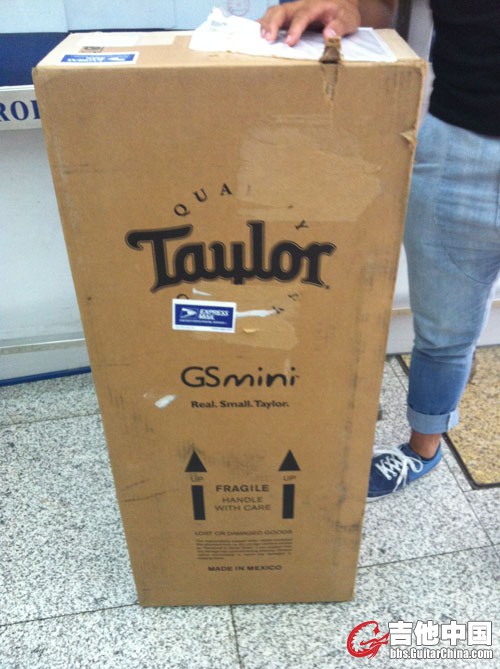 QUALITY
Taylor
EXPRESS
MAIL
GSmini
Real. Small. Taylor.
UP
UP
FRAGILE
HANDLE
WITH CARE
LOST OR DAMAGED GOODS
MADE IN MEXICO
吉他中国
bbs.GuitarChina.com